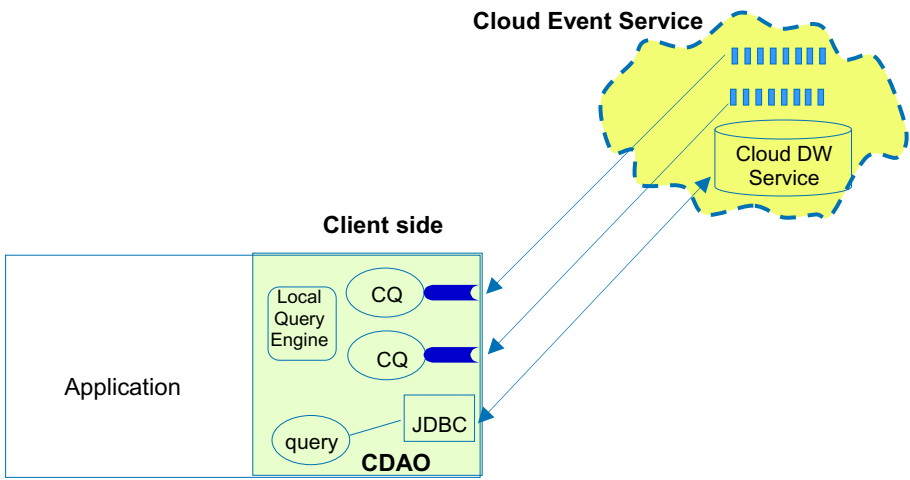 Cloud Event Service
Cloud DW
Service
Client side
Local
Query
Engine
CQ
CQ
Application
JDBC
query
CDAO